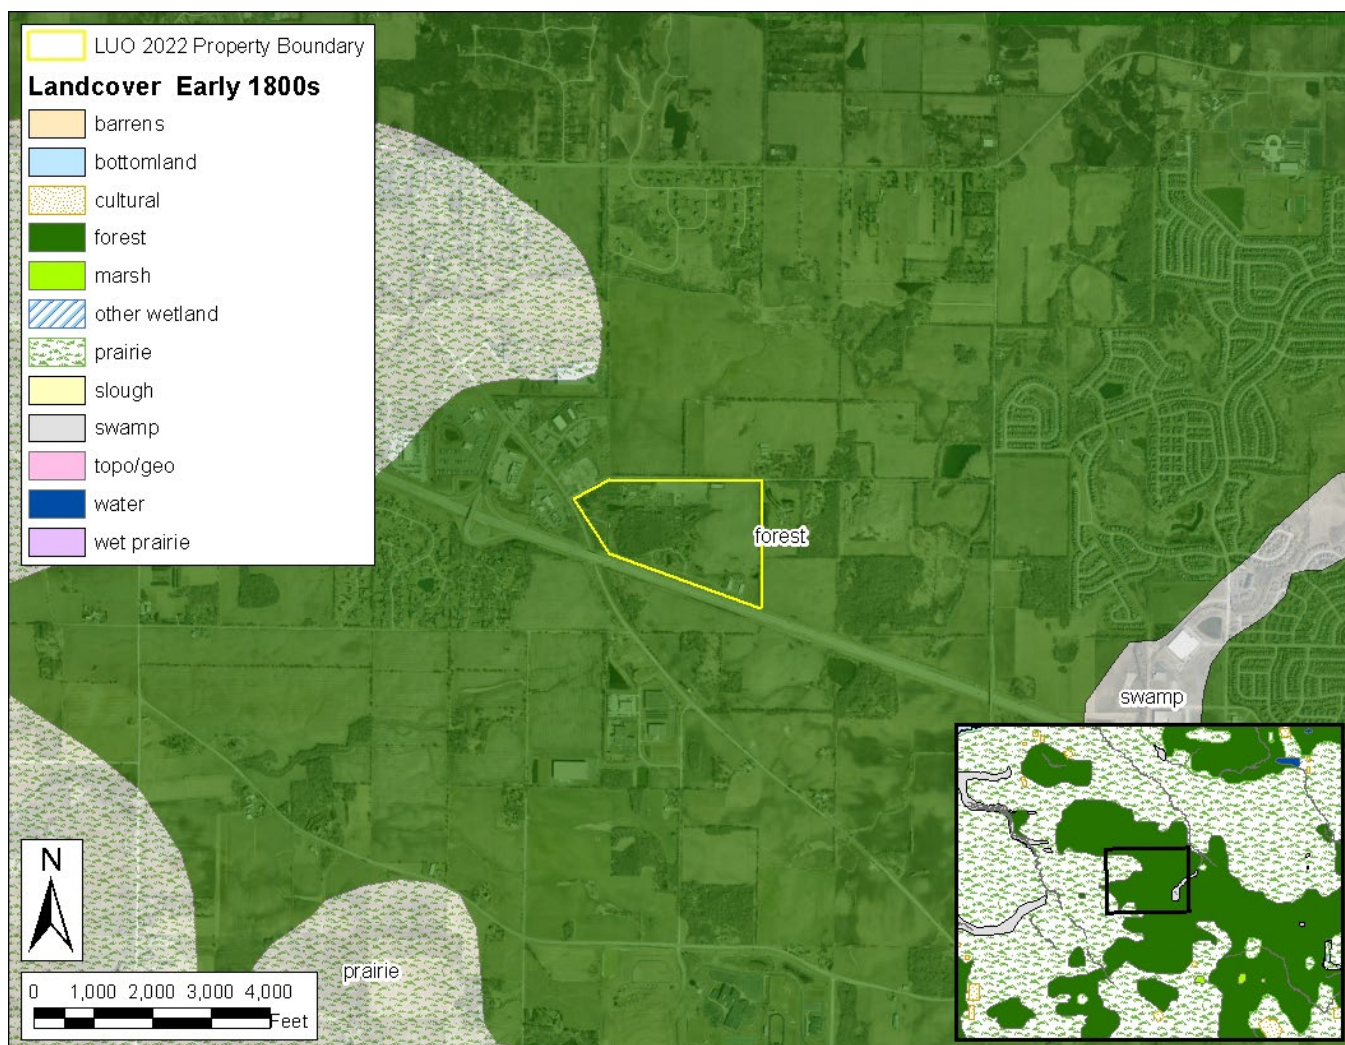 LUO 2022 Property Boundary
Landcover Early 1800s
barrens
bottomland
cultural
forest
marsh
other wetland
prairie
slough
swamp
topo/geo
water
wet prairie
forest
swamp
prairie
N
0 1,000 2,000 3,000 4,000
Feet